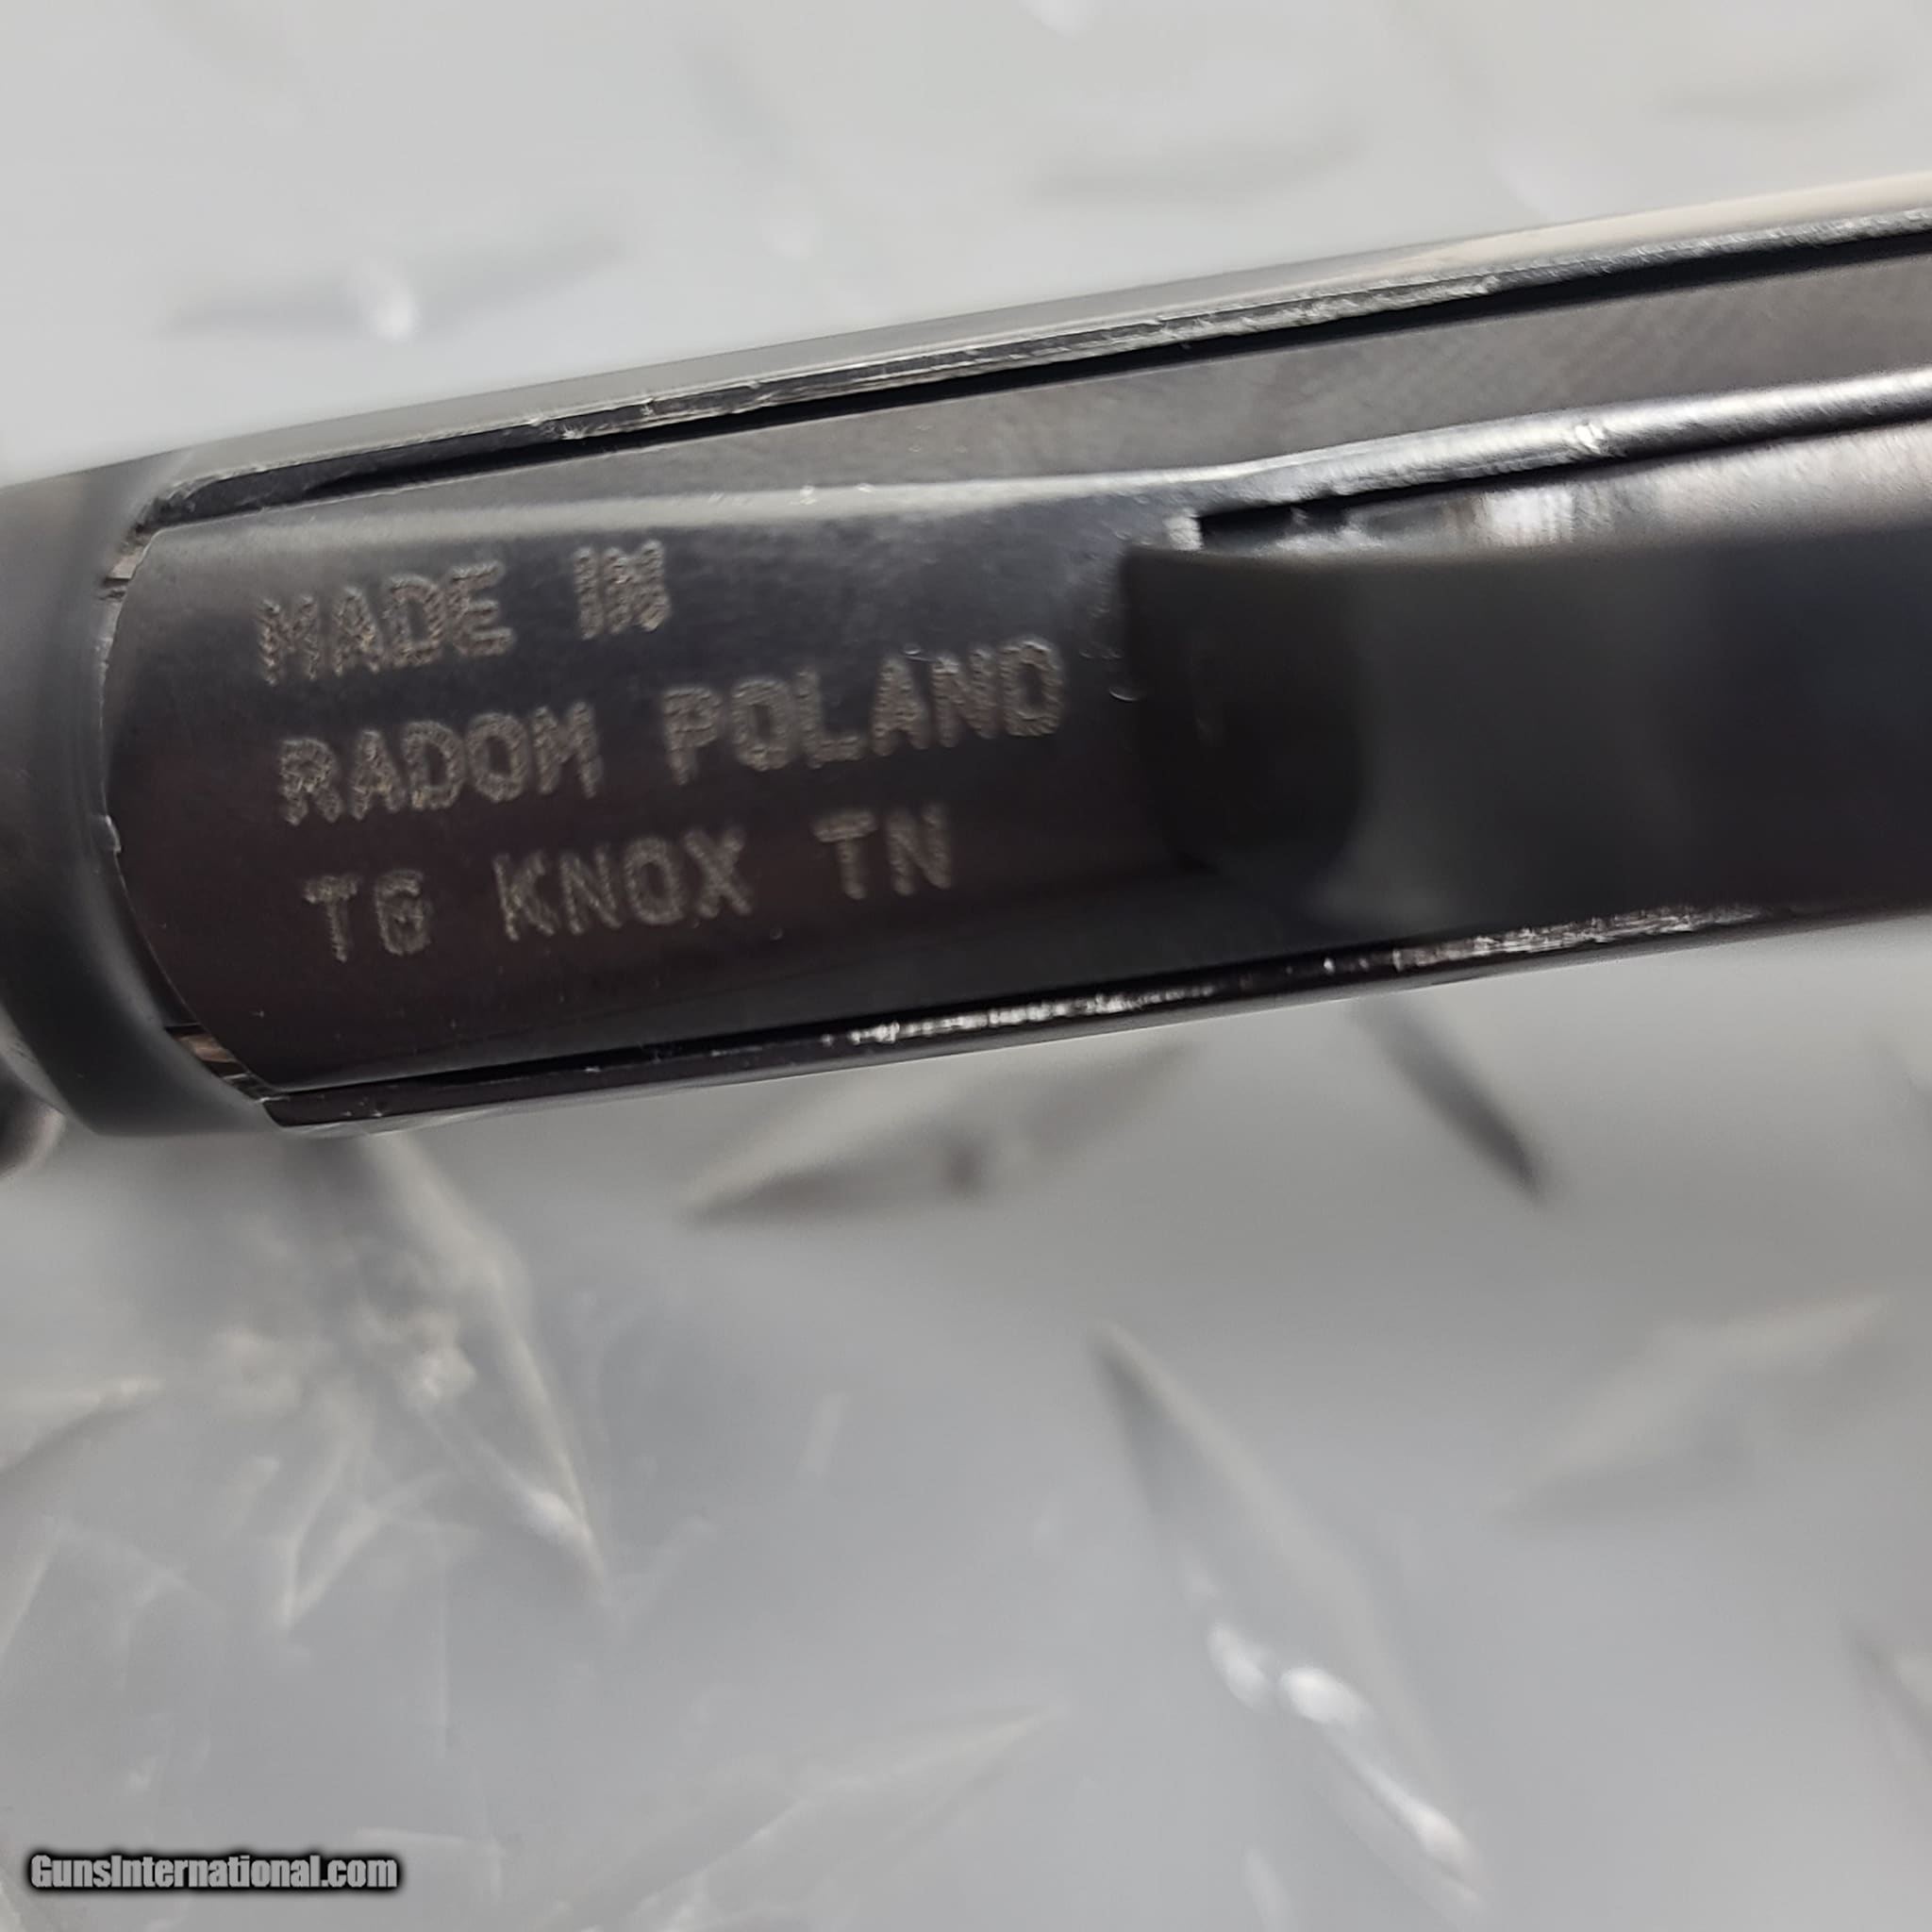 MADE IN
RADOM POLAND
TG KNOX TN
GunsInternational.com